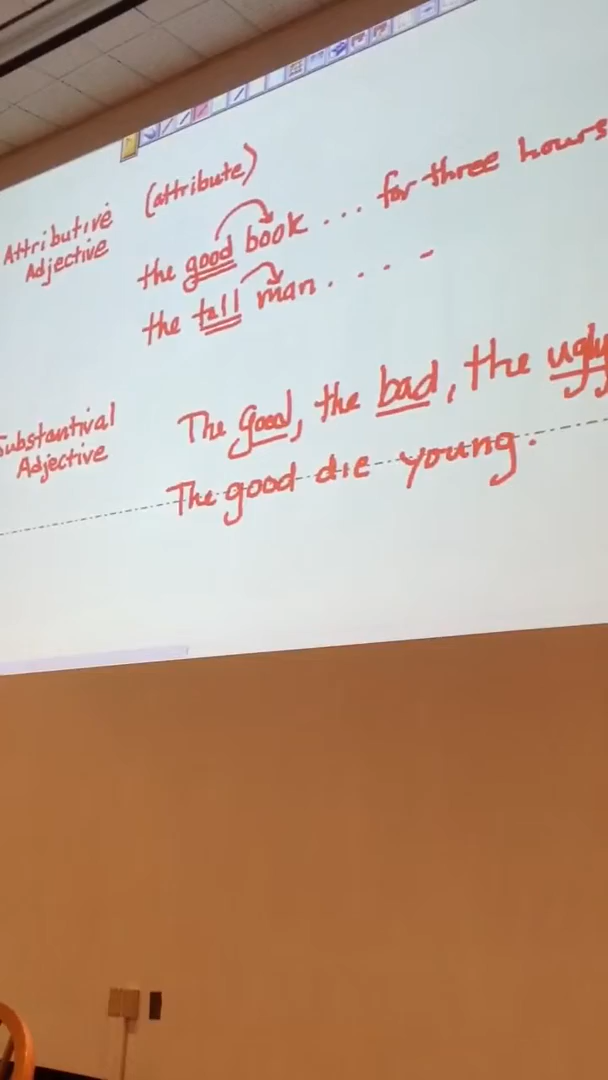 Attributive (attribute)
Adjective
the good book ... for three hours
the tall man . . . . -
Substantival
Adjective
The good, the bad, the ugly
The good die young.